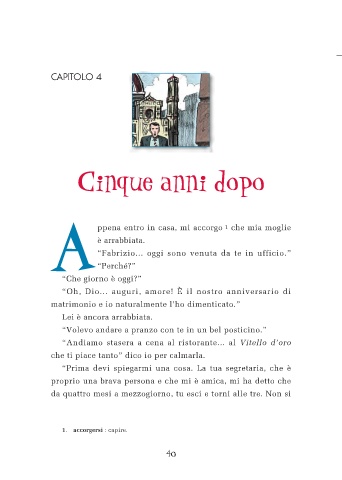 CAPITOLO 4
Cinque anni dopo
Appena entro in casa, mi accorgo 1 che mia moglie
è arrabbiata.
“Fabrizio... oggi sono venuta da te in ufficio.”
“Perché?”
“Che giorno è oggi?”
“Oh, Dio... auguri, amore! È il nostro anniversario di
matrimonio e io naturalmente l’ho dimenticato.”
Lei è ancora arrabbiata.
“Volevo andare a pranzo con te in un bel posticino.”
“Andiamo stasera a cena al ristorante... al Vitello d’oro
che ti piace tanto” dico io per calmarla.
“Prima devi spiegarmi una cosa. La tua segretaria, che è
proprio una brava persona e che mi è amica, mi ha detto che
da quattro mesi a mezzogiorno, tu esci e torni alle tre. Non si
1. accorgersi : capire.
40